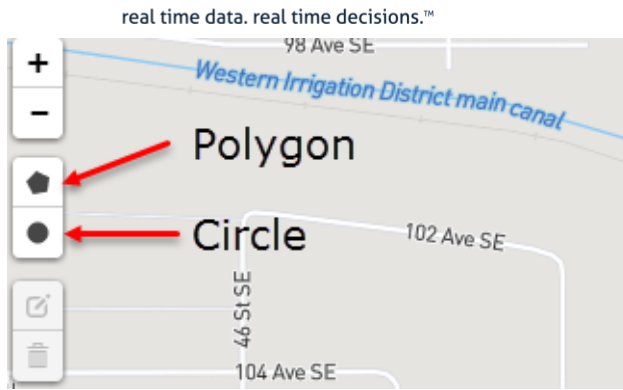 real time data. real time decisions.™
98 Ave SE
+
Western Irrigation District main canal
−
Polygon
Circle
102 Ave SE
46 St SE
104 Ave SE